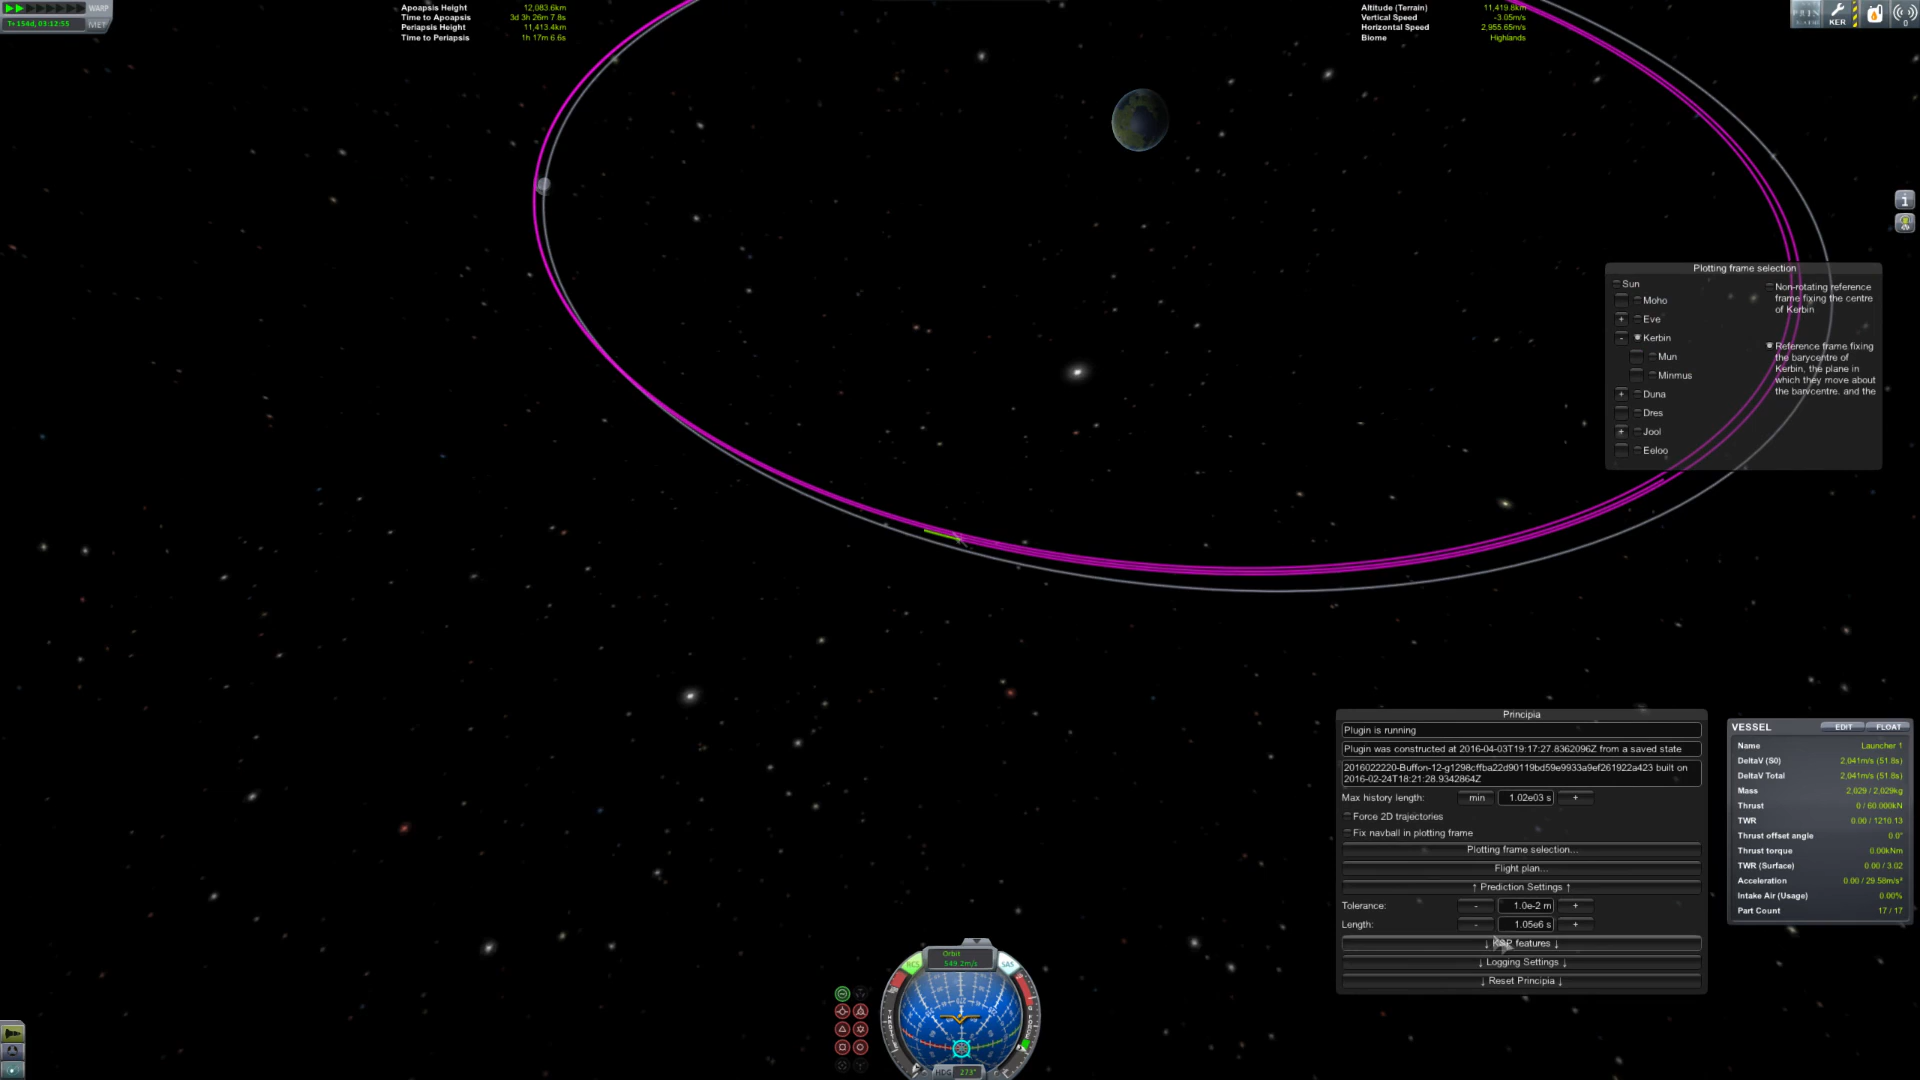 WARP
T+154d, 03:12:55 MET
Apoapsis Height 12,083.6km
Time to Apoapsis 3d 3h 26m 7.8s
Periapsis Height 11,413.4km
Time to Periapsis 1h 17m 6.6s
Altitude (Terrain) 11,419.8km
Vertical Speed -3.05m/s
Horizontal Speed 2,955.65m/s
Biome Highlands
KER
0
Plotting frame selection
Sun
Moho
+ Eve
- Kerbin
Mun
Minmus
+ Duna
Dres
+ Jool
Eeloo
Non-rotating reference
frame fixing the centre
of Kerbin
Reference frame fixing
the barycentre of
Kerbin, the plane in
which they move about
the barycentre, and the
Principia
Plugin is running
Plugin was constructed at 2016-04-03T19:17:27.8362096Z from a saved state
2016022220-Buffon-12-g1298cffba22d90119bd59e9933a9ef261922a423 built on
2016-02-24T18:21:28.9342864Z
Max history length: min 1.02e03 s +
Force 2D trajectories
Fix navball in plotting frame
Plotting frame selection...
Flight plan...
↑ Prediction Settings ↑
Tolerance: - 1.0e-2 m +
Length: - 1.05e6 s +
↓ KSP features ↓
↓ Logging Settings ↓
↓ Reset Principia ↓
VESSEL EDIT FLOAT
Name Launcher 1
DeltaV (S0) 2,041m/s (51.8s)
DeltaV Total 2,041m/s (51.8s)
Mass 2,029 / 2,029kg
Thrust 0 / 60.000kN
TWR 0.00 / 1210.13
Thrust offset angle 0.0°
Thrust torque 0.00kNm
TWR (Surface) 0.00 / 3.02
Acceleration 0.00 / 29.58m/s²
Intake Air (Usage) 0.00%
Part Count 17 / 17
Orbit
549.2m/s
RCS
SAS
HDG 273°